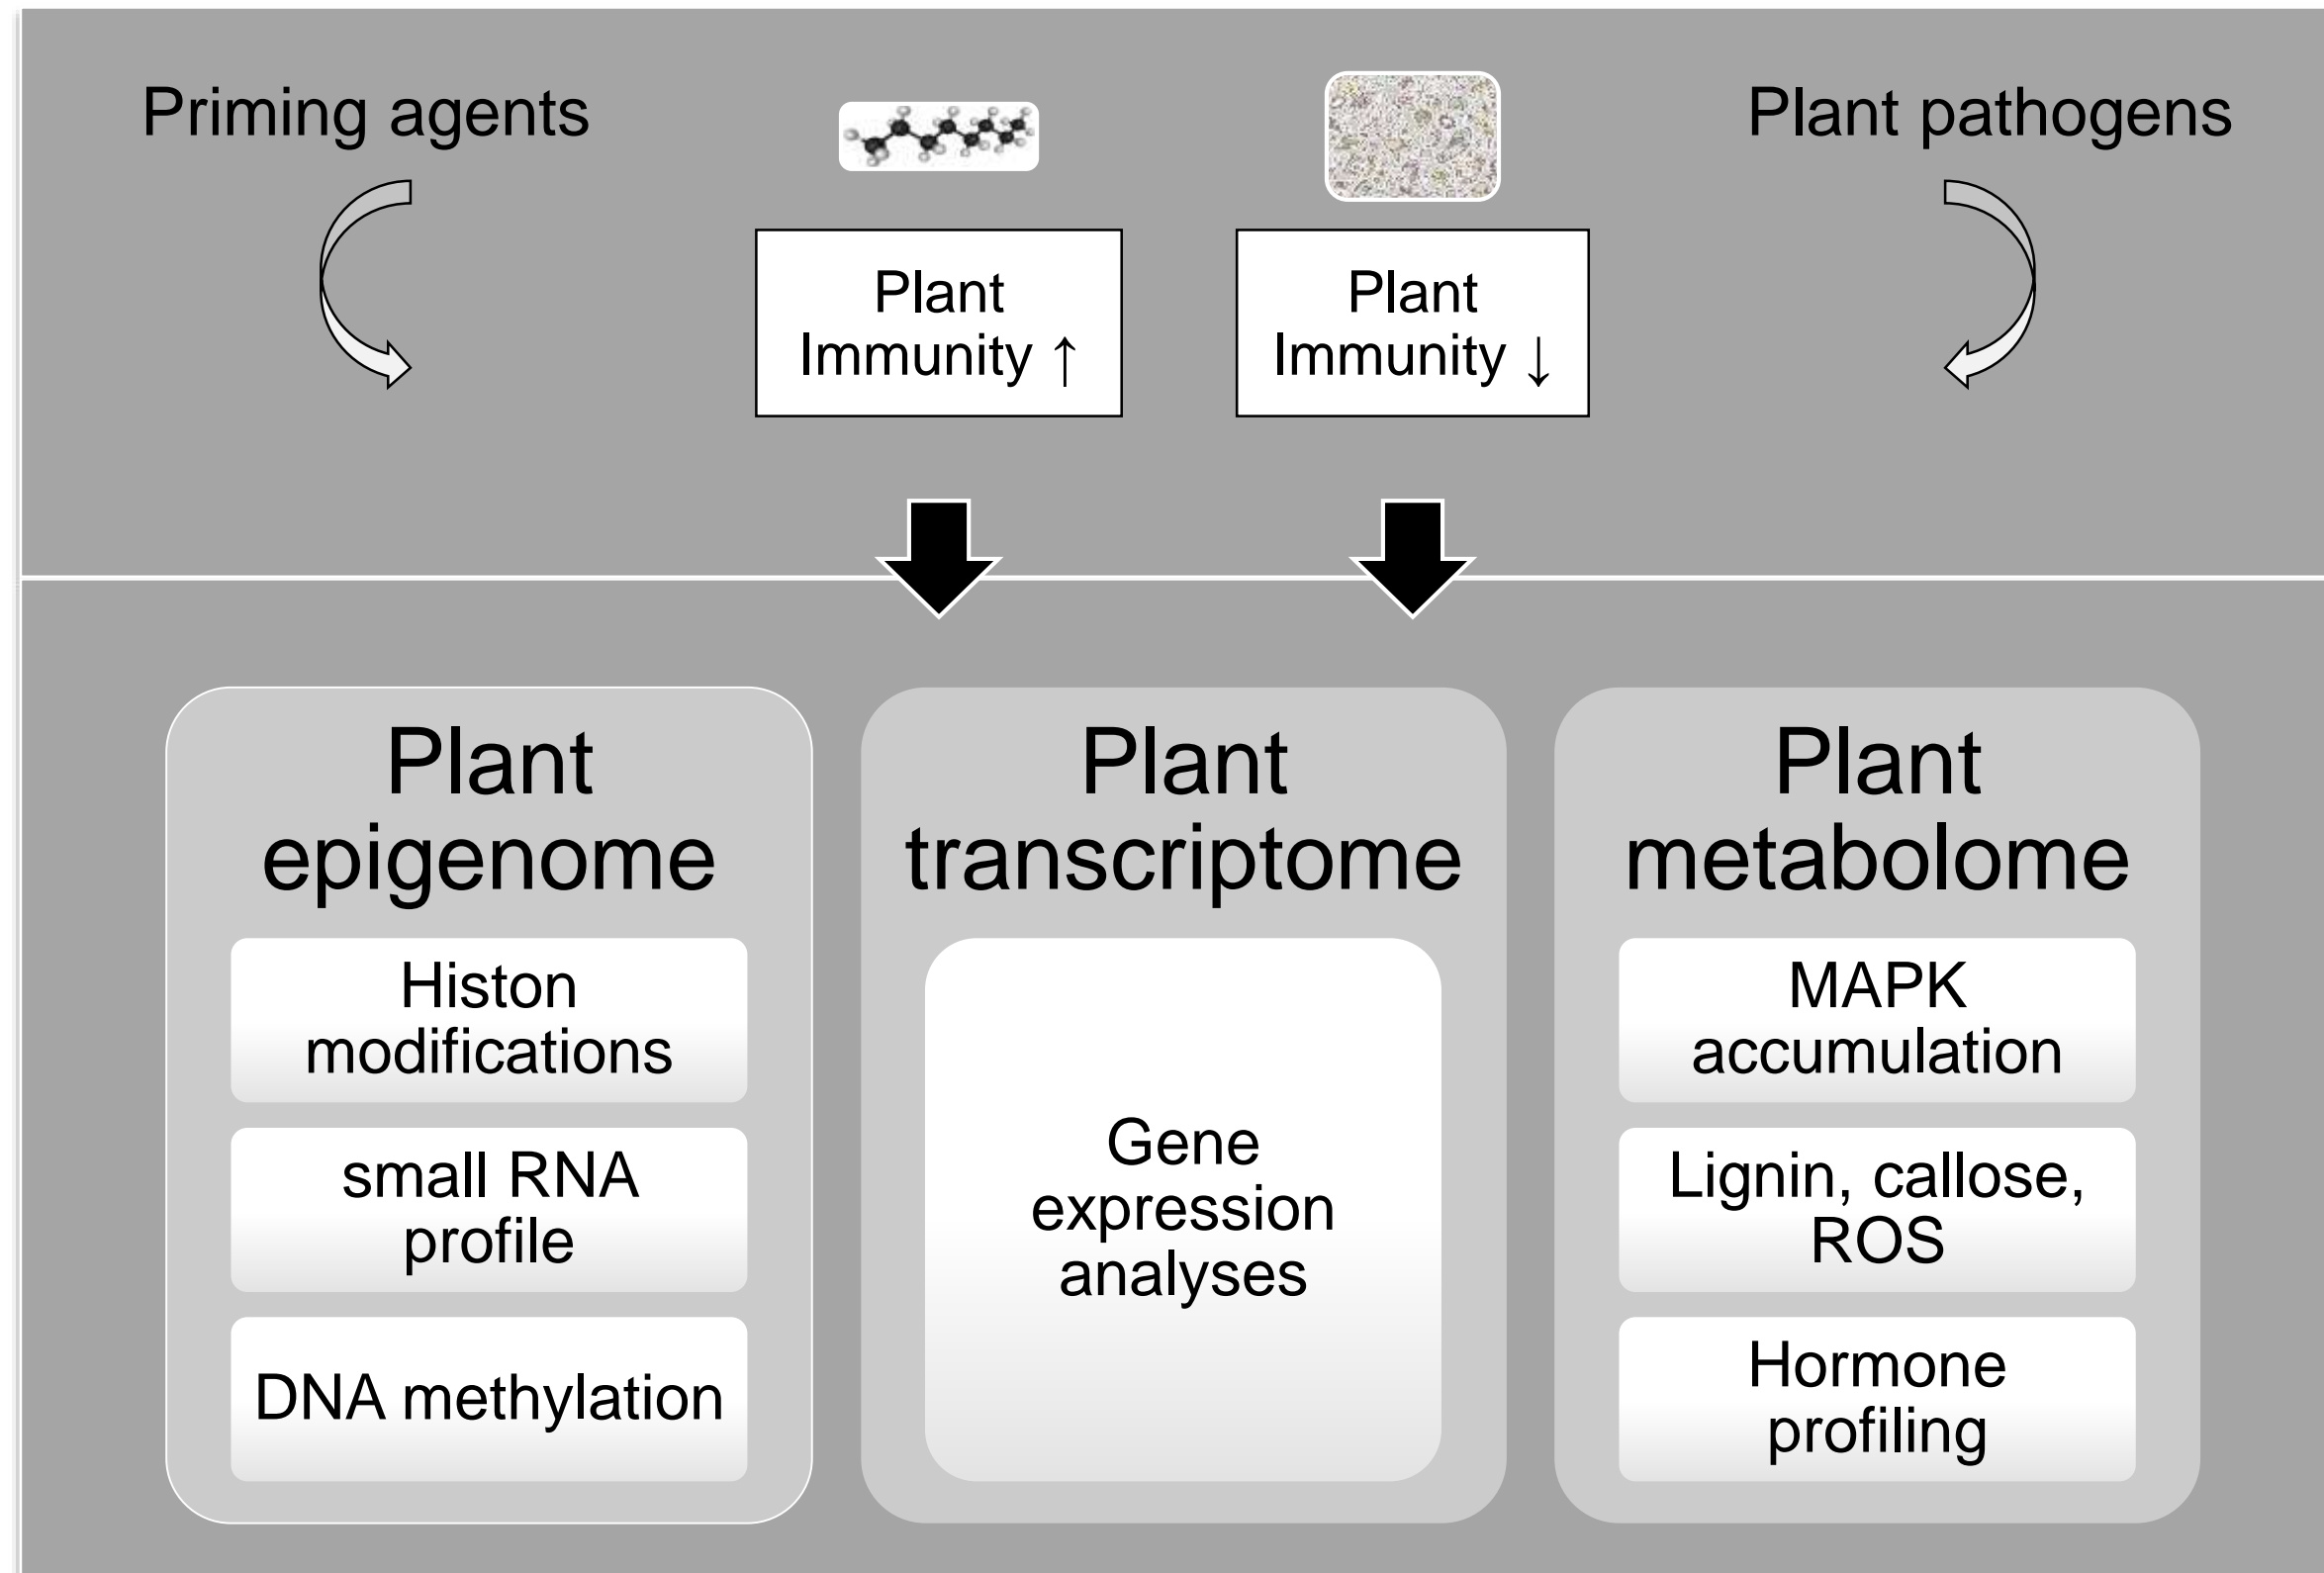 Priming agents
Plant pathogens
Plant
Immunity ↑
Plant
Immunity ↓
Plant
epigenome
Histon
modifications
small RNA
profile
DNA methylation
Plant
transcriptome
Gene
expression
analyses
Plant
metabolome
MAPK
accumulation
Lignin, callose,
ROS
Hormone
profiling